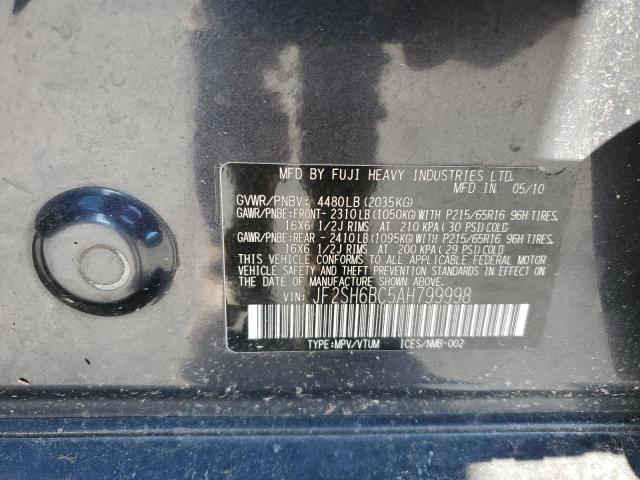 MFD BY FUJI HEAVY INDUSTRIES LTD.
MFD IN 05/10
GVWR/PNBV: 4480LB(2035KG)
GAWR/PNBE:FRONT- 2310LB(1050KG)WITH P215/65R16 96H TIRES,
16X6 1/2J RIMS AT 210 KPA(30 PSI)COLD
GAWR/PNBE:REAR - 2410LB(1095KG)WITH P215/65R16 96H TIRES,
16X6 1/2J RIMS AT 200 KPA(29 PSI)COLD
THIS VEHICLE CONFORMS TO ALL APPLICABLE FEDERAL MOTOR
VEHICLE SAFETY AND THEFT PREVENTION STANDARDS IN EFFECT
ON THE DATE OF MANUFACTURE SHOWN ABOVE.
VIN: JF2SH6BC5AH799998
TYPE:MPV/VTUM ICES/NMB-002